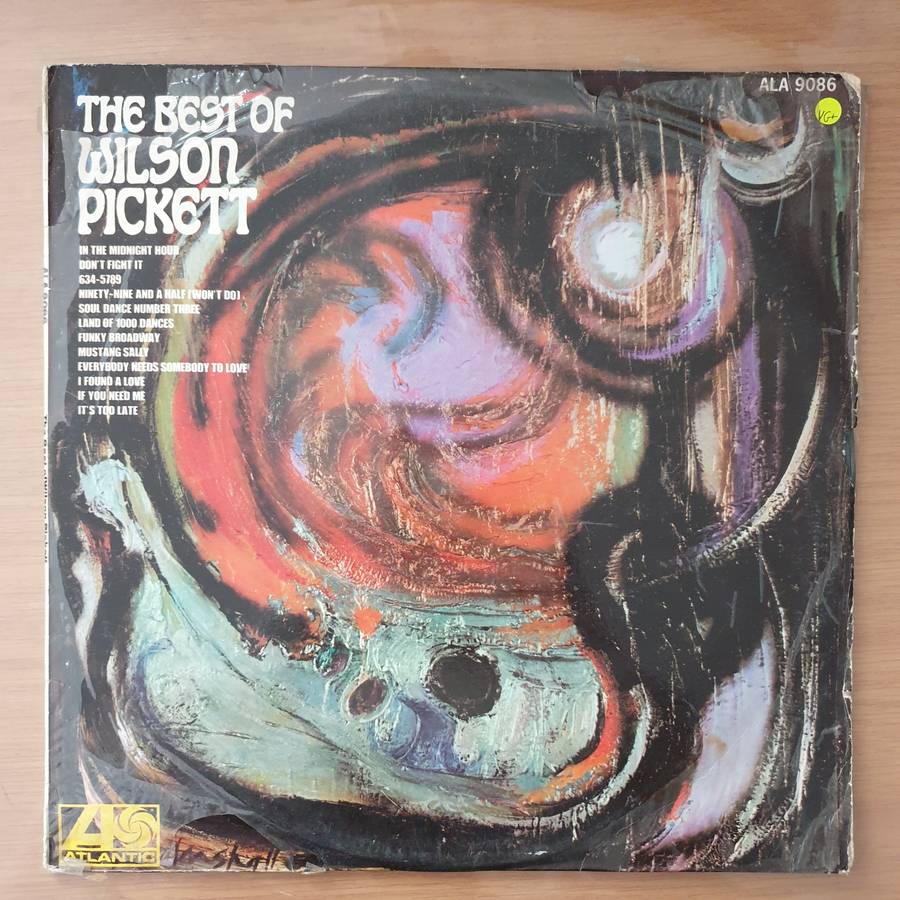 THE BEST OF
WILSON
PICKETT
IN THE MIDNIGHT HOUR
DON'T FIGHT IT
634-5789
NINETY-NINE AND A HALF (WON'T DO)
SOUL DANCE NUMBER THREE
LAND OF 1000 DANCES
FUNKY BROADWAY
MUSTANG SALLY
EVERYBODY NEEDS SOMEBODY TO LOVE
I FOUND A LOVE
IF YOU NEED ME
IT'S TOO LATE
ALA 9086
VG+
ATLANTIC